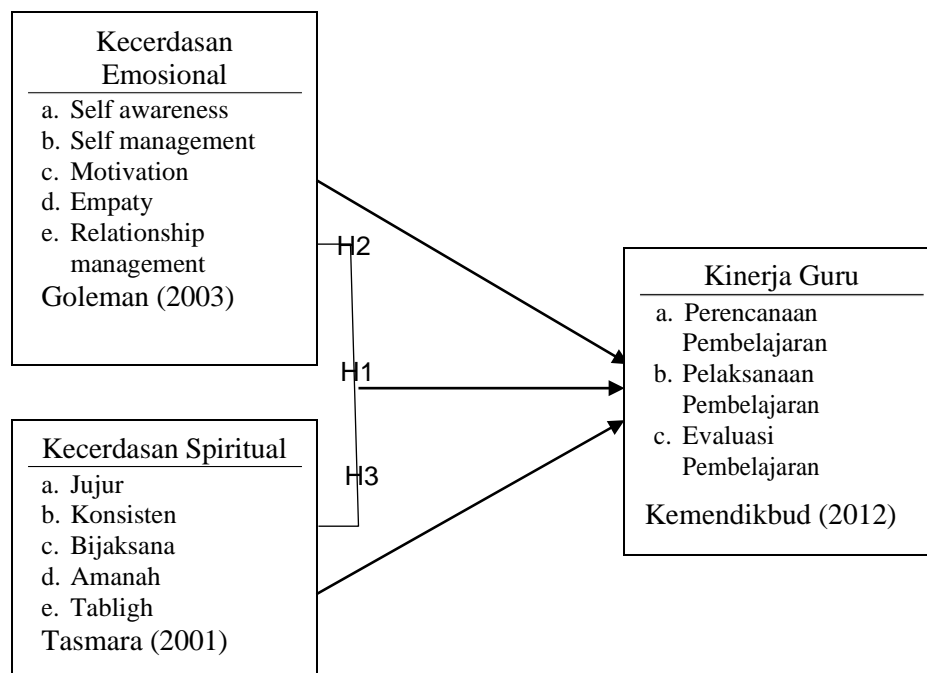 Kecerdasan
Emosional
a. Self awareness
b. Self management
c. Motivation
d. Empaty
e. Relationship
management
Goleman (2003)
Kecerdasan Spiritual
a. Jujur
b. Konsisten
c. Bijaksana
d. Amanah
e. Tabligh
Tasmara (2001)
H2
H1
H3
Kinerja Guru
a. Perencanaan
Pembelajaran
b. Pelaksanaan
Pembelajaran
c. Evaluasi
Pembelajaran
Kemendikbud (2012)